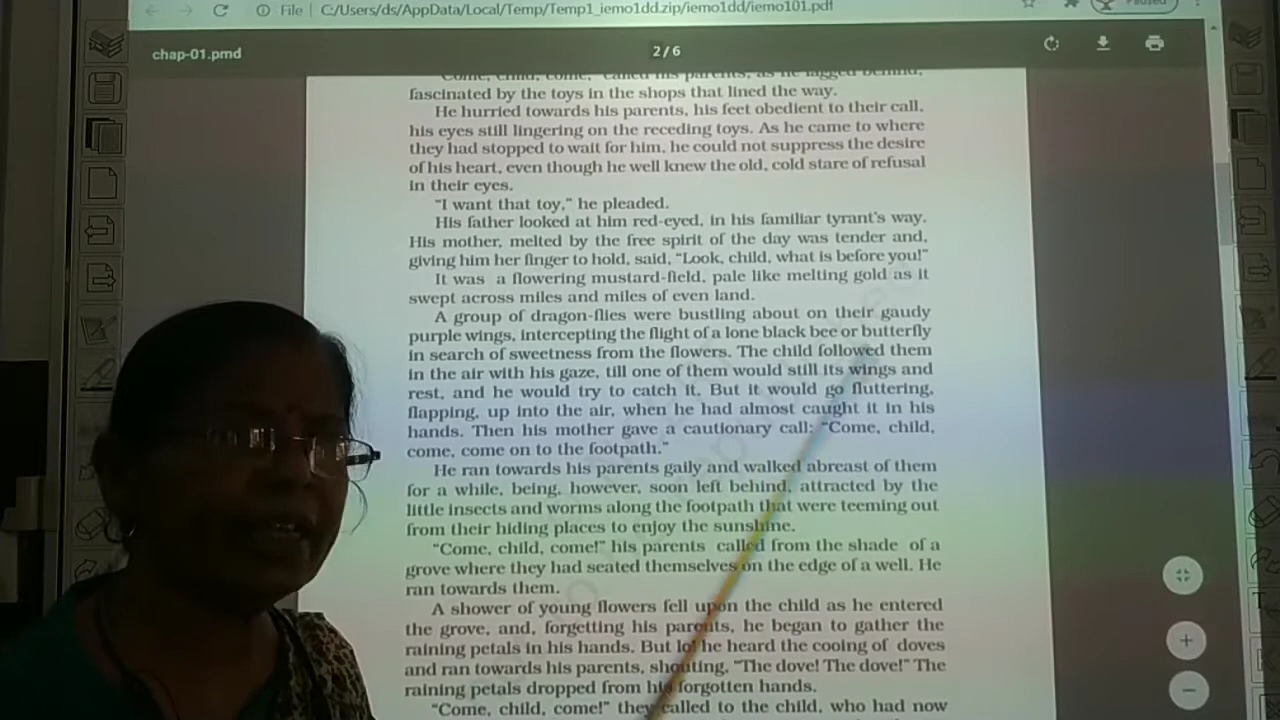 File | C:/Users/ds/AppData/Local/Temp/Temp1_iemo1dd.zip/iemo1dd/iemo101.pdf
Paused
chap-01.pmd
2 / 6
"Come, child, come," called his parents, as he lagged behind,
fascinated by the toys in the shops that lined the way.
He hurried towards his parents, his feet obedient to their call,
his eyes still lingering on the receding toys. As he came to where
they had stopped to wait for him, he could not suppress the desire
of his heart, even though he well knew the old, cold stare of refusal
in their eyes.
"I want that toy," he pleaded.
His father looked at him red-eyed, in his familiar tyrant's way.
His mother, melted by the free spirit of the day was tender and,
giving him her finger to hold, said, "Look, child, what is before you!"
It was a flowering mustard-field, pale like melting gold as it
swept across miles and miles of even land.
A group of dragon-flies were bustling about on their gaudy
purple wings, intercepting the flight of a lone black bee or butterfly
in search of sweetness from the flowers. The child followed them
in the air with his gaze, till one of them would still its wings and
rest, and he would try to catch it. But it would go fluttering,
flapping, up into the air, when he had almost caught it in his
hands. Then his mother gave a cautionary call: "Come, child,
come, come on to the footpath."
He ran towards his parents gaily and walked abreast of them
for a while, being, however, soon left behind, attracted by the
little insects and worms along the footpath that were teeming out
from their hiding places to enjoy the sunshine.
"Come, child, come!" his parents called from the shade of a
grove where they had seated themselves on the edge of a well. He
ran towards them.
A shower of young flowers fell upon the child as he entered
the grove, and, forgetting his parents, he began to gather the
raining petals in his hands. But lo! he heard the cooing of doves
and ran towards his parents, shouting, "The dove! The dove!" The
raining petals dropped from his forgotten hands.
"Come, child, come!" they called to the child, who had now